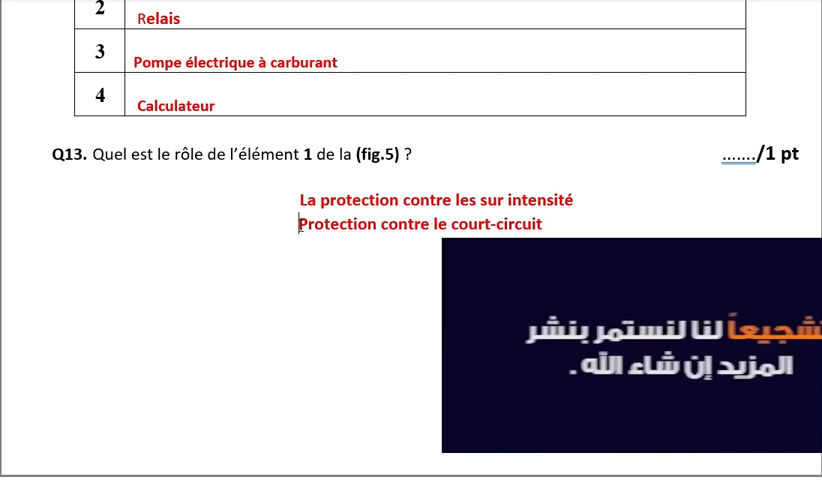 2 Relais
3 Pompe électrique à carburant
4 Calculateur
Q13. Quel est le rôle de l’élément 1 de la (fig.5) ? ......./1 pt
La protection contre les sur intensité
Protection contre le court-circuit
تشجيعاً لنا لنستمر بنشر
المزيد إن شاء الله .